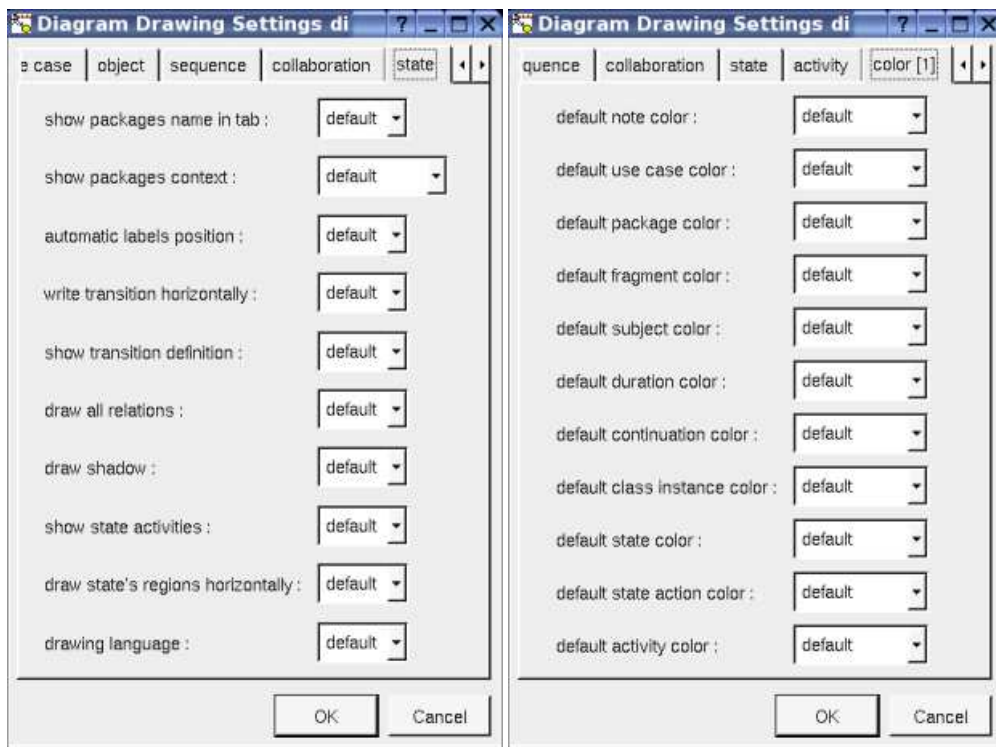 Diagram Drawing Settings di
e case object sequence collaboration state
show packages name in tab : default
show packages context : default
automatic labels position : default
write transition horizontally : default
show transition definition : default
draw all relations : default
draw shadow : default
show state activities : default
draw state's regions horizontally : default
drawing language : default
OK Cancel
Diagram Drawing Settings di
quence collaboration state activity color [1]
default note color : default
default use case color : default
default package color : default
default fragment color : default
default subject color : default
default duration color : default
default continuation color : default
default class instance color : default
default state color : default
default state action color : default
default activity color : default
OK Cancel